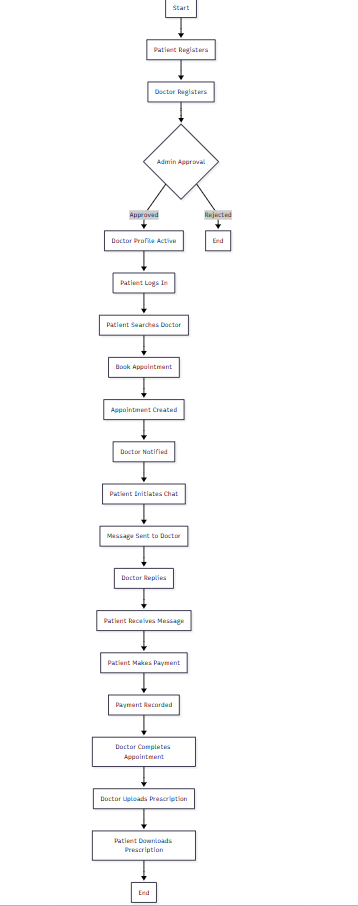 Start
Patient Registers
Doctor Registers
Admin Approval
Approved
Rejected
Doctor Profile Active
End
Patient Logs In
Patient Searches Doctor
Book Appointment
Appointment Created
Doctor Notified
Patient Initiates Chat
Message Sent to Doctor
Doctor Replies
Patient Receives Message
Patient Makes Payment
Payment Recorded
Doctor Completes
Appointment
Doctor Uploads Prescription
Patient Downloads
Prescription
End